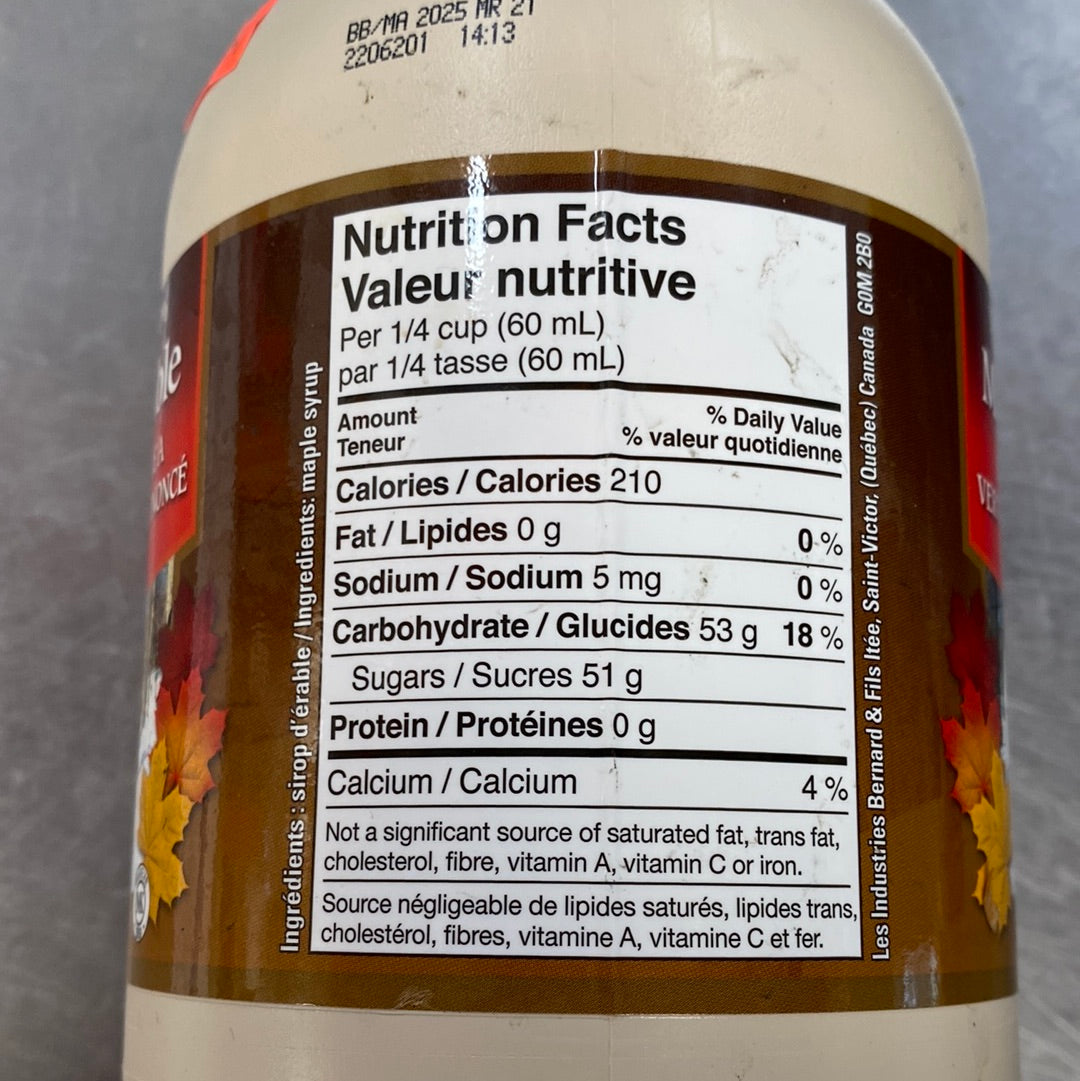 BB/MA 2025 MR 21
2206201 14:13
Nutrition Facts
Valeur nutritive
Per 1/4 cup (60 mL)
par 1/4 tasse (60 mL)
Amount
Teneur
% Daily Value
% valeur quotidienne
Calories / Calories 210
Fat / Lipides 0 g 0 %
Sodium / Sodium 5 mg 0 %
Carbohydrate / Glucides 53 g 18 %
Sugars / Sucres 51 g
Protein / Protéines 0 g
Calcium / Calcium 4 %
Not a significant source of saturated fat, trans fat,
cholesterol, fibre, vitamin A, vitamin C or iron.
Source négligeable de lipides saturés, lipides trans,
cholestérol, fibres, vitamine A, vitamine C et fer.
Ingrédients : sirop d'érable / Ingredients: maple syrup
Les Industries Bernard & Fils ltée, Saint-Victor, (Québec) Canada G0M 2B0